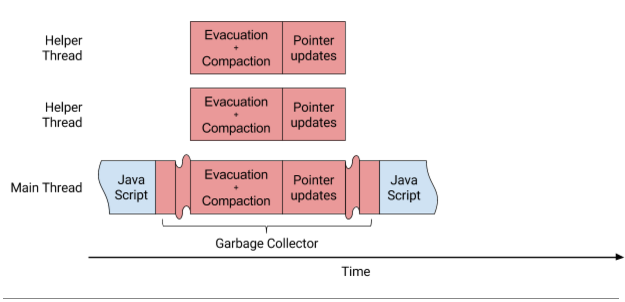 Helper
Thread
Evacuation
+
Compaction
Pointer
updates
Helper
Thread
Evacuation
+
Compaction
Pointer
updates
Main Thread
Java
Script
Evacuation
+
Compaction
Pointer
updates
Java
Script
Garbage Collector
Time